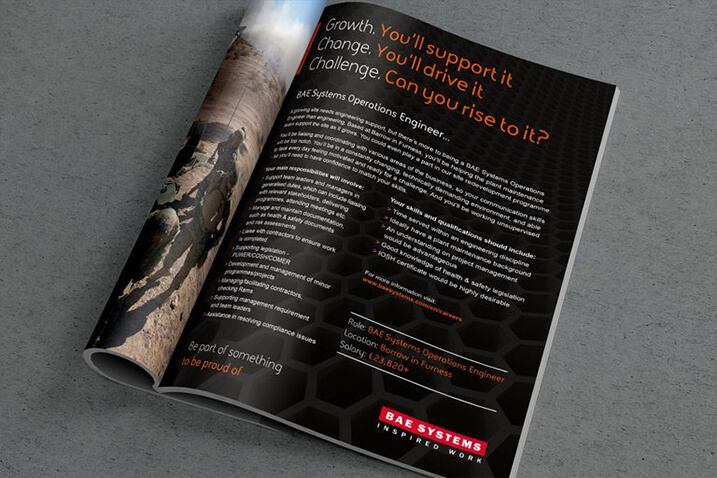 Growth. You'll support it
Change. You'll drive it
Challenge. Can you rise to it?
BAE Systems Operations Engineer...
A growing site needs engineering support, but there's more to being a BAE Systems Operations
Engineer than engineering. Based at Barrow in Furness, you'll be helping the plant maintenance
team support the site as it grows. You could even play a part in our site redevelopment programme.
You'll be liaising and coordinating with various areas of the business, so your communication skills
will be top notch. You'll be in a constantly changing, technically demanding environment, and able
to face every day feeling motivated and ready for a challenge. And you'll be working unsupervised
- so you'll need to have confidence to match your skills.
Your main responsibilities will involve:
> Support team leaders and managers in
generalised duties, which can include liaising
with relevant stakeholders, delivering
programmes, attending meetings etc.
> Manage and maintain documentation,
such as health & safety documents
and risk assessments
> Liaise with contractors to ensure work
is completed
> Supporting legislation -
PUWER/COSHH/COMER
> Development and management of minor
programmes/projects
> Managing/facilitating contractors,
checking Rams
> Supporting management requirement
and team leaders
> Assistance in resolving compliance issues
Your skills and qualifications should include:
> Time served within an engineering discipline
> Ideally have a plant maintenance background
> An understanding on project management
would be advantageous
> Good knowledge of health & safety legislation
> IOSH certificate would be highly desirable
For more information visit:
www.baesystems.com/en/careers
Role: BAE Systems Operations Engineer
Location: Barrow in Furness
Salary: £23,820+
Be part of something
to be proud of
BAE SYSTEMS
INSPIRED WORK